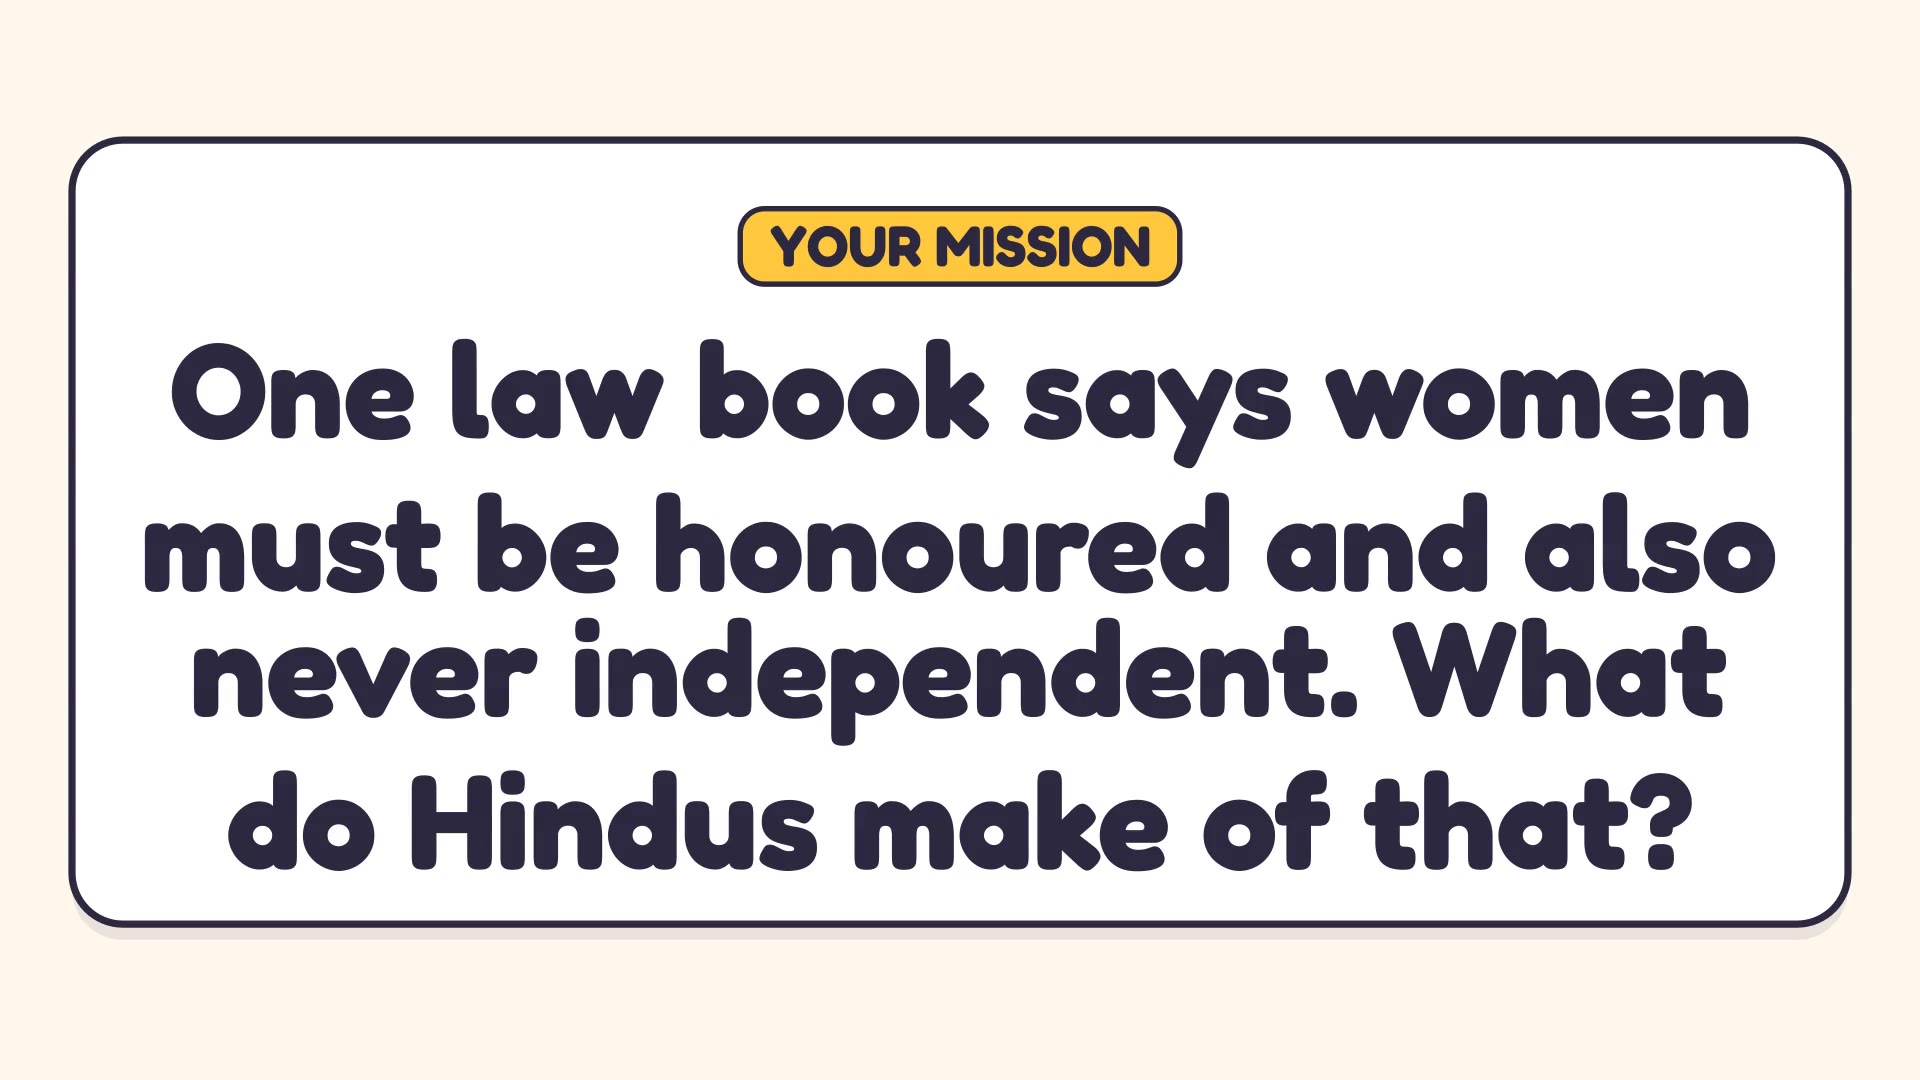 YOUR MISSION
One law book says women
must be honoured and also
never independent. What
do Hindus make of that?